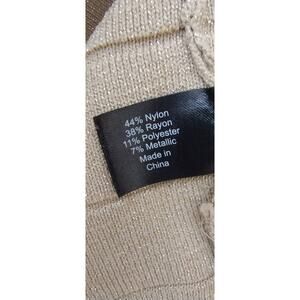 44% Nylon
38% Rayon
11% Polyester
7% Metallic
Made in
China